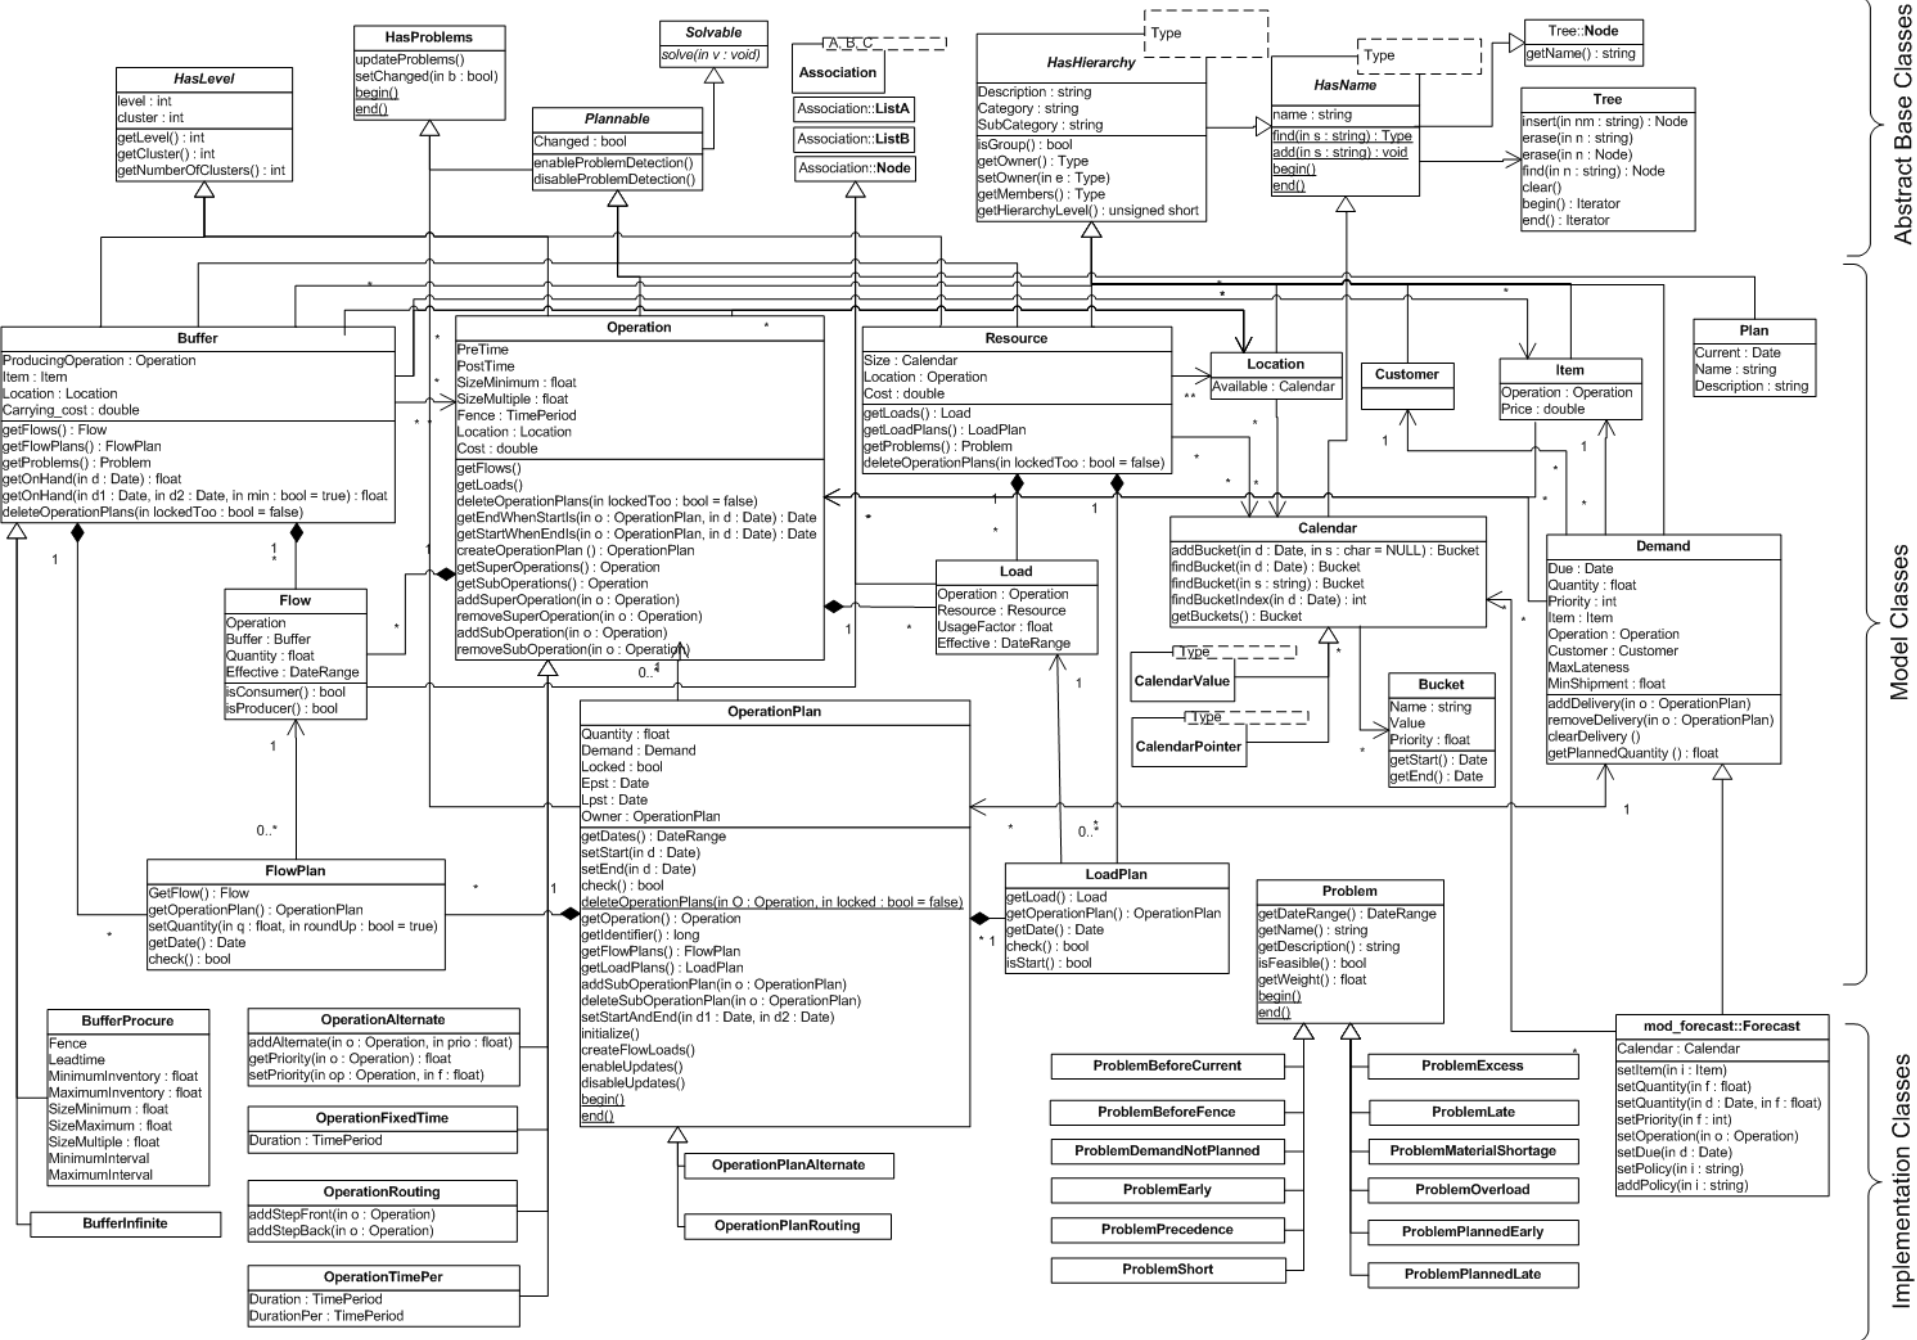 HasProblems
updateProblems()
setChanged(in b : bool)
begin()
end()
Solvable
solve(in v : void)
HasLevel
level : int
cluster : int
getLevel() : int
getCluster() : int
getNumberOfClusters() : int
Plannable
Changed : bool
enableProblemDetection()
disableProblemDetection()
A, B, C
Association
Association::ListA
Association::ListB
Association::Node
Type
HasHierarchy
Description : string
Category : string
SubCategory : string
isGroup() : bool
getOwner() : Type
setOwner(in e : Type)
getMembers() : Type
getHierarchyLevel() : unsigned short
Type
HasName
name : string
find(in s : string) : Type
add(in s : string) : void
begin()
end()
Tree::Node
getName() : string
Tree
insert(in nm : string) : Node
erase(in n : string)
erase(in n : Node)
find(in n : string) : Node
clear()
begin() : Iterator
end() : Iterator
Abstract Base Classes
Buffer
ProducingOperation : Operation
Item : Item
Location : Location
Carrying_cost : double
getFlows() : Flow
getFlowPlans() : FlowPlan
getProblems() : Problem
getOnHand(in d : Date) : float
getOnHand(in d1 : Date, in d2 : Date, in min : bool = true) : float
deleteOperationPlans(in lockedToo : bool = false)
Operation
PreTime
PostTime
SizeMinimum : float
SizeMultiple : float
Fence : TimePeriod
Location : Location
Cost : double
getFlows()
getLoads()
deleteOperationPlans(in lockedToo : bool = false)
getEndWhenStartIs(in o : OperationPlan, in d : Date) : Date
getStartWhenEndIs(in o : OperationPlan, in d : Date) : Date
createOperationPlan () : OperationPlan
getSuperOperations() : Operation
getSubOperations() : Operation
addSuperOperation(in o : Operation)
removeSuperOperation(in o : Operation)
addSubOperation(in o : Operation)
removeSubOperation(in o : Operation)
Resource
Size : Calendar
Location : Operation
Cost : double
getLoads() : Load
getLoadPlans() : LoadPlan
getProblems() : Problem
deleteOperationPlans(in lockedToo : bool = false)
Location
Available : Calendar
Customer
Item
Operation : Operation
Price : double
Plan
Current : Date
Name : string
Description : string
Calendar
addBucket(in d : Date, in s : char = NULL) : Bucket
findBucket(in d : Date) : Bucket
findBucket(in s : string) : Bucket
findBucketIndex(in d : Date) : int
getBuckets() : Bucket
Demand
Due : Date
Quantity : float
Priority : int
Item : Item
Operation : Operation
Customer : Customer
MaxLateness
MinShipment : float
addDelivery(in o : OperationPlan)
removeDelivery(in o : OperationPlan)
clearDelivery ()
getPlannedQuantity () : float
Flow
Operation
Buffer : Buffer
Quantity : float
Effective : DateRange
isConsumer() : bool
isProducer() : bool
Load
Operation : Operation
Resource : Resource
UsageFactor : float
Effective : DateRange
Type
CalendarValue
Type
CalendarPointer
Bucket
Name : string
Value
Priority : float
getStart() : Date
getEnd() : Date
Model Classes
OperationPlan
Quantity : float
Demand : Demand
Locked : bool
Epst : Date
Lpst : Date
Owner : OperationPlan
getDates() : DateRange
setStart(in d : Date)
setEnd(in d : Date)
check() : bool
deleteOperationPlans(in O : Operation, in locked : bool = false)
getOperation() : Operation
getIdentifier() : long
getFlowPlans() : FlowPlan
getLoadPlans() : LoadPlan
addSubOperationPlan(in o : OperationPlan)
deleteSubOperationPlan(in o : OperationPlan)
setStartAndEnd(in d1 : Date, in d2 : Date)
initialize()
createFlowLoads()
enableUpdates()
disableUpdates()
begin()
end()
FlowPlan
GetFlow() : Flow
getOperationPlan() : OperationPlan
setQuantity(in q : float, in roundUp : bool = true)
getDate() : Date
check() : bool
LoadPlan
getLoad() : Load
getOperationPlan() : OperationPlan
getDate() : Date
check() : bool
isStart() : bool
Problem
getDateRange() : DateRange
getName() : string
getDescription() : string
isFeasible() : bool
getWeight() : float
begin()
end()
BufferProcure
Fence
Leadtime
MinimumInventory : float
MaximumInventory : float
SizeMinimum : float
SizeMaximum : float
SizeMultiple : float
MinimumInterval
MaximumInterval
BufferInfinite
OperationAlternate
addAlternate(in o : Operation, in prio : float)
getPriority(in o : Operation) : float
setPriority(in op : Operation, in f : float)
OperationFixedTime
Duration : TimePeriod
OperationRouting
addStepFront(in o : Operation)
addStepBack(in o : Operation)
OperationTimePer
Duration : TimePeriod
DurationPer : TimePeriod
OperationPlanAlternate
OperationPlanRouting
ProblemBeforeCurrent
ProblemBeforeFence
ProblemDemandNotPlanned
ProblemEarly
ProblemPrecedence
ProblemShort
ProblemExcess
ProblemLate
ProblemMaterialShortage
ProblemOverload
ProblemPlannedEarly
ProblemPlannedLate
mod_forecast::Forecast
Calendar : Calendar
setItem(in i : Item)
setQuantity(in f : float)
setQuantity(in d : Date, in f : float)
setPriority(in f : int)
setOperation(in o : Operation)
setDue(in d : Date)
setPolicy(in i : string)
addPolicy(in i : string)
Implementation Classes
1
1
*
1
*
1
0..*
*
*
1
0..*
1
1
*
1
*
1
1
0..*
*
* 1
1
1
1